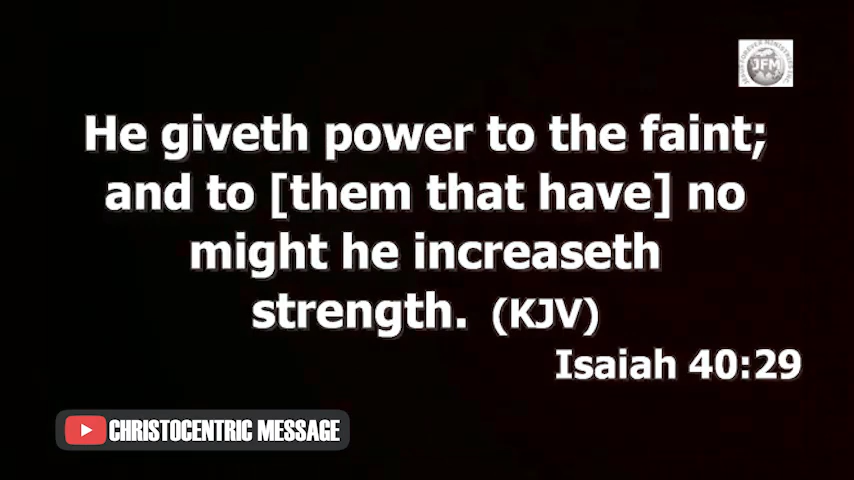 JFM
He giveth power to the faint;
and to [them that have] no
might he increaseth
strength. (KJV)
Isaiah 40:29
CHRISTOCENTRIC MESSAGE